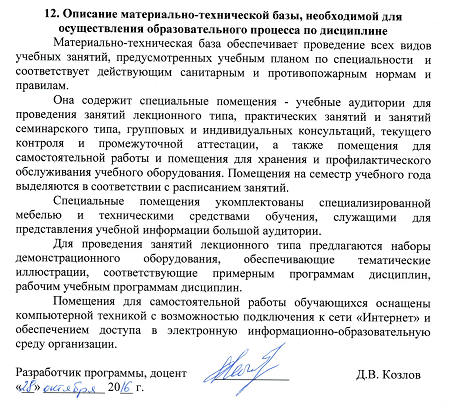 12. Описание материально-технической базы, необходимой для
осуществления образовательного процесса по дисциплине
Материально-техническая база обеспечивает проведение всех видов
учебных занятий, предусмотренных учебным планом по специальности и
соответствует действующим санитарным и противопожарным нормам и
правилам.
Она содержит специальные помещения - учебные аудитории для
проведения занятий лекционного типа, практических занятий и занятий
семинарского типа, групповых и индивидуальных консультаций, текущего
контроля и промежуточной аттестации, а также помещения для
самостоятельной работы и помещения для хранения и профилактического
обслуживания учебного оборудования. Помещения на семестр учебного года
выделяются в соответствии с расписанием занятий.
Специальные помещения укомплектованы специализированной
мебелью и техническими средствами обучения, служащими для
представления учебной информации большой аудитории.
Для проведения занятий лекционного типа предлагаются наборы
демонстрационного оборудования, обеспечивающие тематические
иллюстрации, соответствующие примерным программам дисциплин,
рабочим учебным программам дисциплин.
Помещения для самостоятельной работы обучающихся оснащены
компьютерной техникой с возможностью подключения к сети «Интернет» и
обеспечением доступа в электронную информационно-образовательную
среду организации.
Разработчик программы, доцент Д.В. Козлов
«28» октября 2016 г.